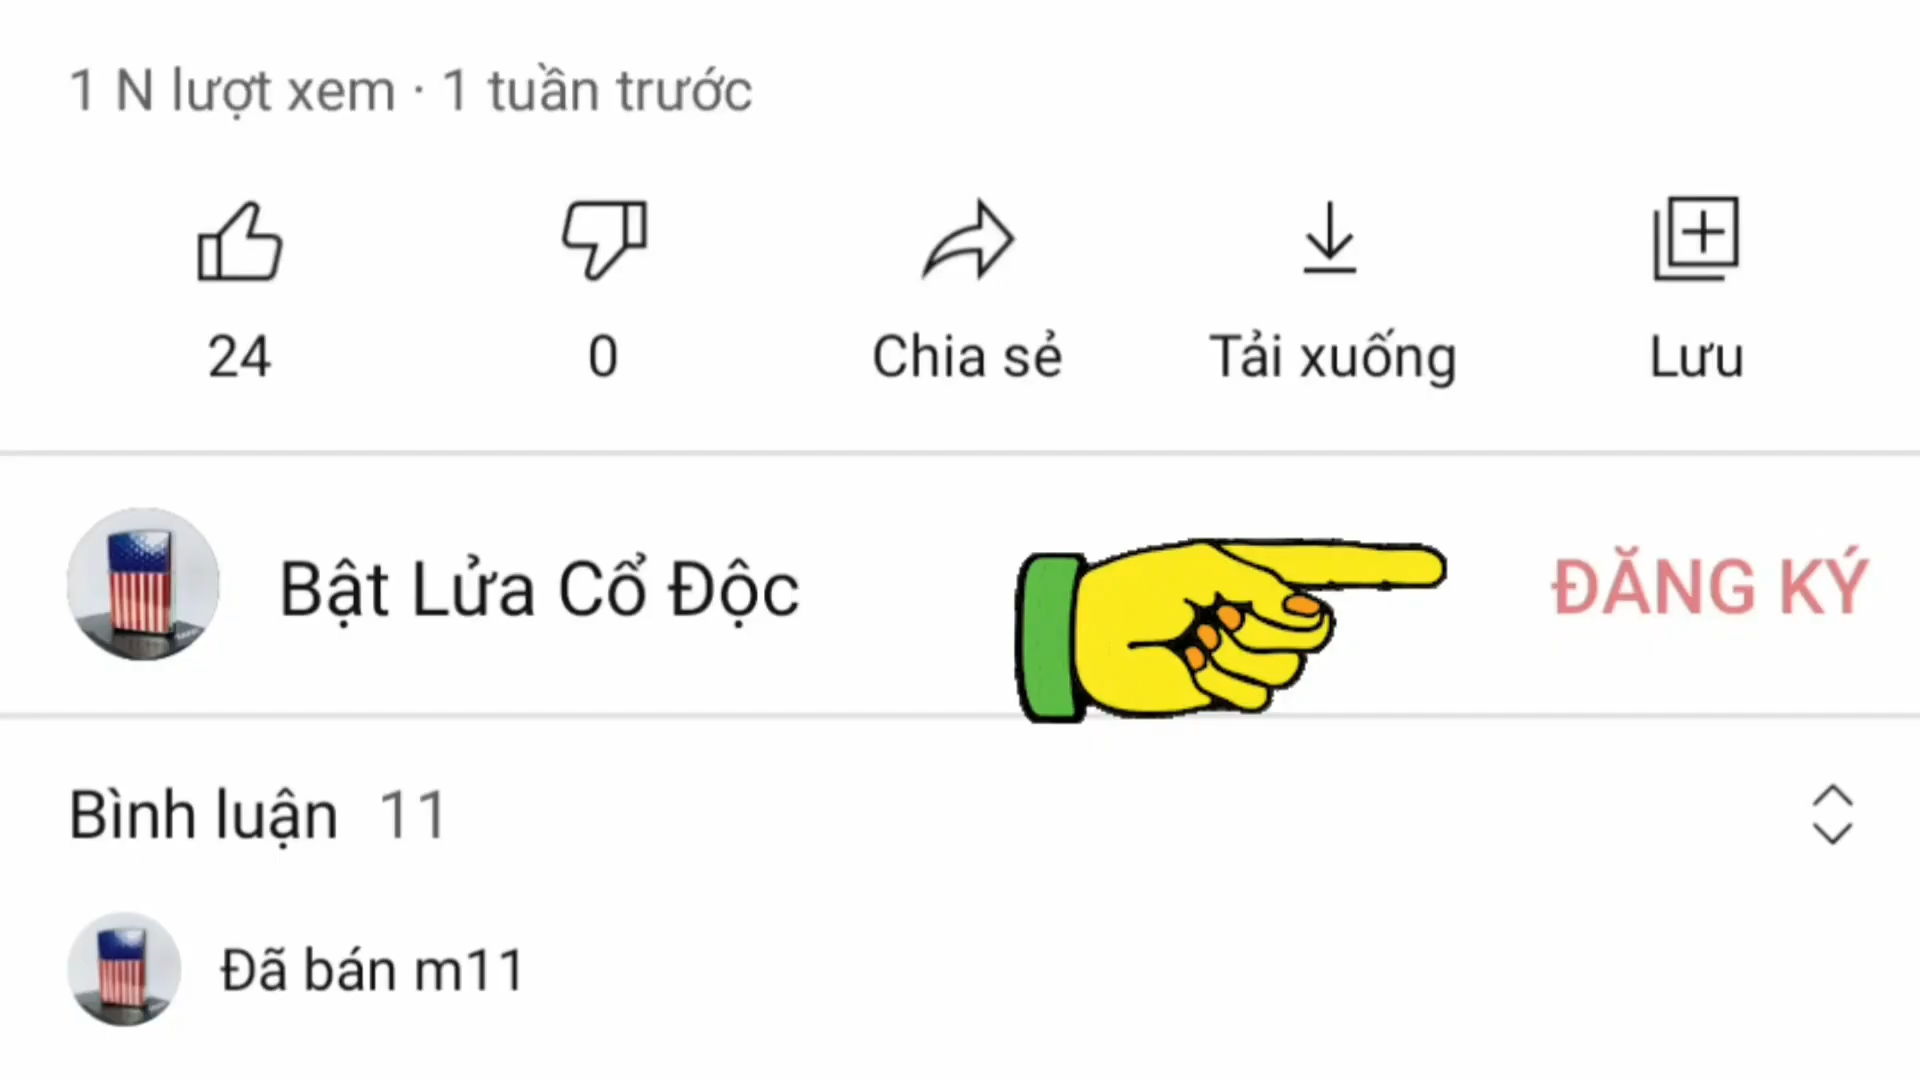 1 N lượt xem · 1 tuần trước
24 0 Chia sẻ Tải xuống Lưu
Bật Lửa Cổ Độc ĐĂNG KÝ
Bình luận 11
Đã bán m11